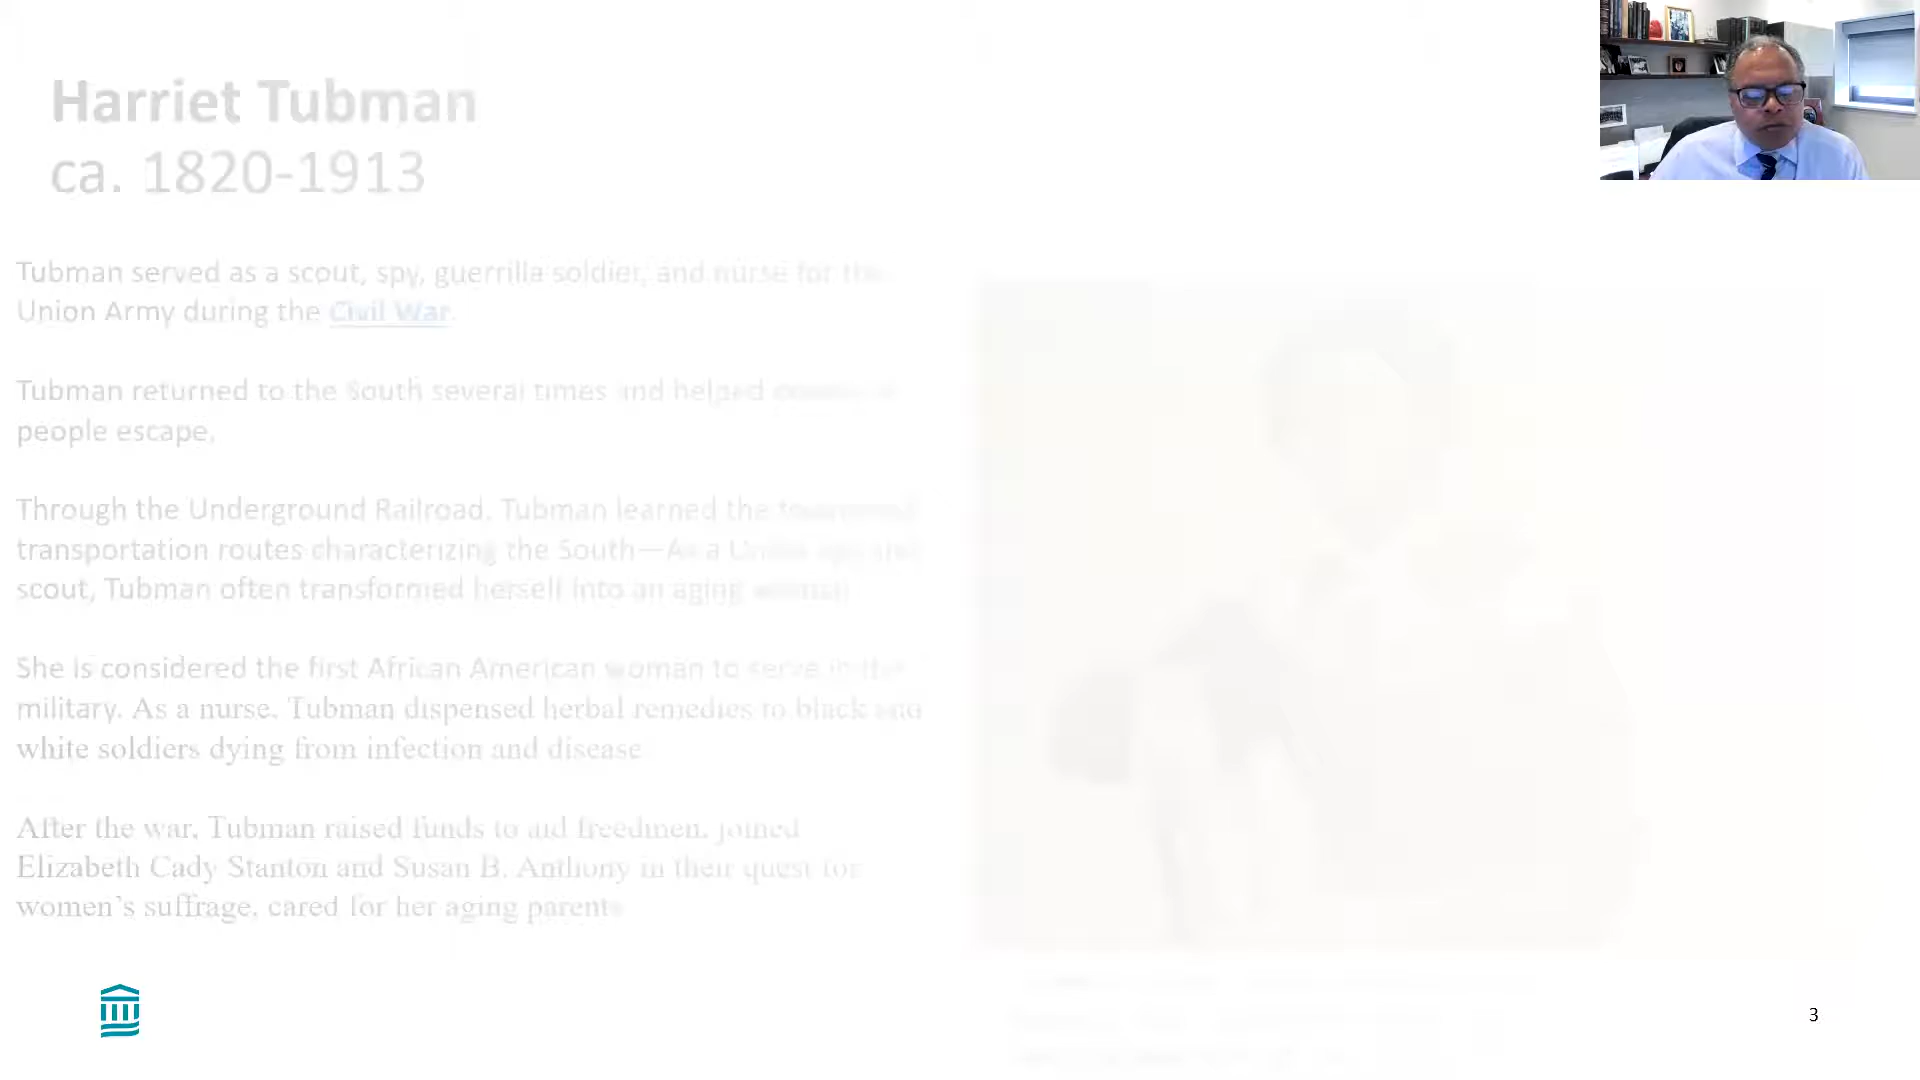 Harriet Tubman
ca. 1820-1913
Tubman served as a scout, spy, guerrilla soldier, and nurse for the
Union Army during the Civil War.
Tubman returned to the South several times and helped
people escape.
Through the Underground Railroad, Tubman learned the
transportation routes characterizing the South—As a Union spy and
scout, Tubman often transformed herself into an aging woman
She is considered the first African American woman to serve in the
military. As a nurse, Tubman dispensed herbal remedies to black and
white soldiers dying from infection and disease
After the war, Tubman raised funds to aid freedmen, joined
Elizabeth Cady Stanton and Susan B. Anthony in their quest for
women’s suffrage, cared for her aging parents
3